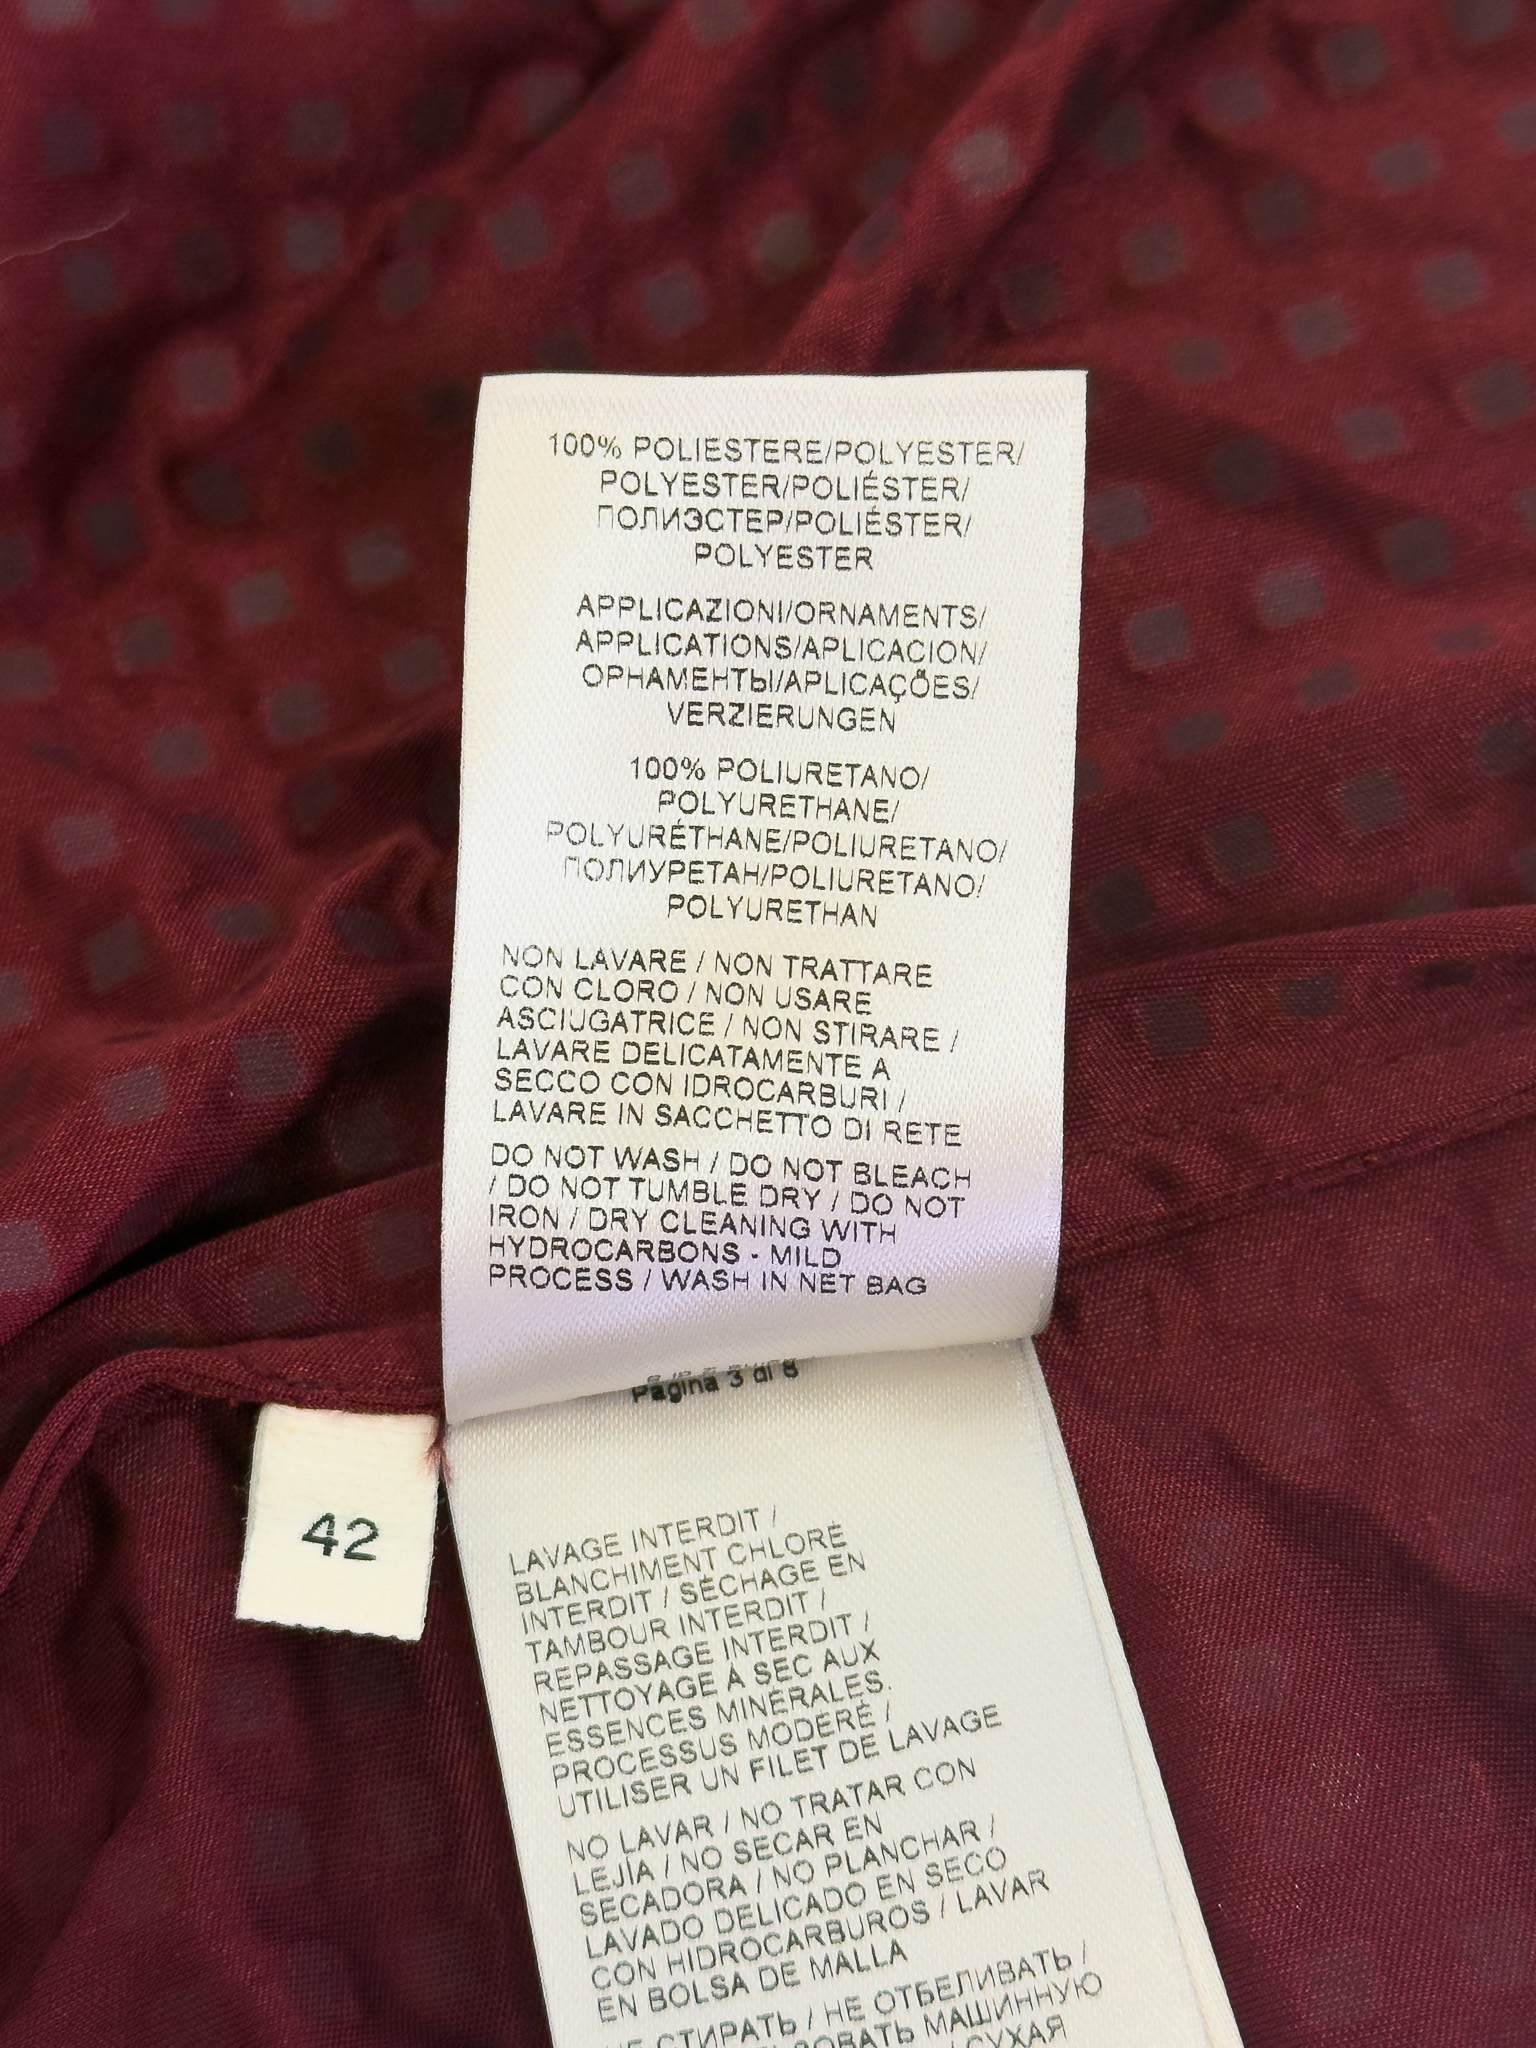 100% POLIESTERE/POLYESTER/
POLYESTER/POLIÉSTER/
ПОЛИЭСТЕР/POLIÉSTER/
POLYESTER
APPLICAZIONI/ORNAMENTS/
APPLICATIONS/APLICACION/
ОРНАМЕНТЫ/APLICAÇÕES/
VERZIERUNGEN
100% POLIURETANO/
POLYURETHANE/
POLYURÉTHANE/POLIURETANO/
ПОЛИУРЕТАН/POLIURETANO/
POLYURETHAN
NON LAVARE / NON TRATTARE
CON CLORO / NON USARE
ASCIUGATRICE / NON STIRARE /
LAVARE DELICATAMENTE A
SECCO CON IDROCARBURI /
LAVARE IN SACCHETTO DI RETE
DO NOT WASH / DO NOT BLEACH
/ DO NOT TUMBLE DRY / DO NOT
IRON / DRY CLEANING WITH
HYDROCARBONS - MILD
PROCESS / WASH IN NET BAG
Pagina 3 di 8
42
LAVAGE INTERDIT /
BLANCHIMENT CHLORÉ
INTERDIT / SÉCHAGE EN
TAMBOUR INTERDIT /
REPASSAGE INTERDIT /
NETTOYAGE À SEC AUX
ESSENCES MINÉRALES.
PROCESSUS MODÉRÉ /
UTILISER UN FILET DE LAVAGE
NO LAVAR / NO TRATAR CON
LEJÍA / NO SECAR EN
SECADORA / NO PLANCHAR /
LAVADO DELICADO EN SECO
CON HIDROCARBUROS / LAVAR
EN BOLSA DE MALLA
НЕ СТИРАТЬ / НЕ ОТБЕЛИВАТЬ /
МАШИННУЮ
/ СУХАЯ